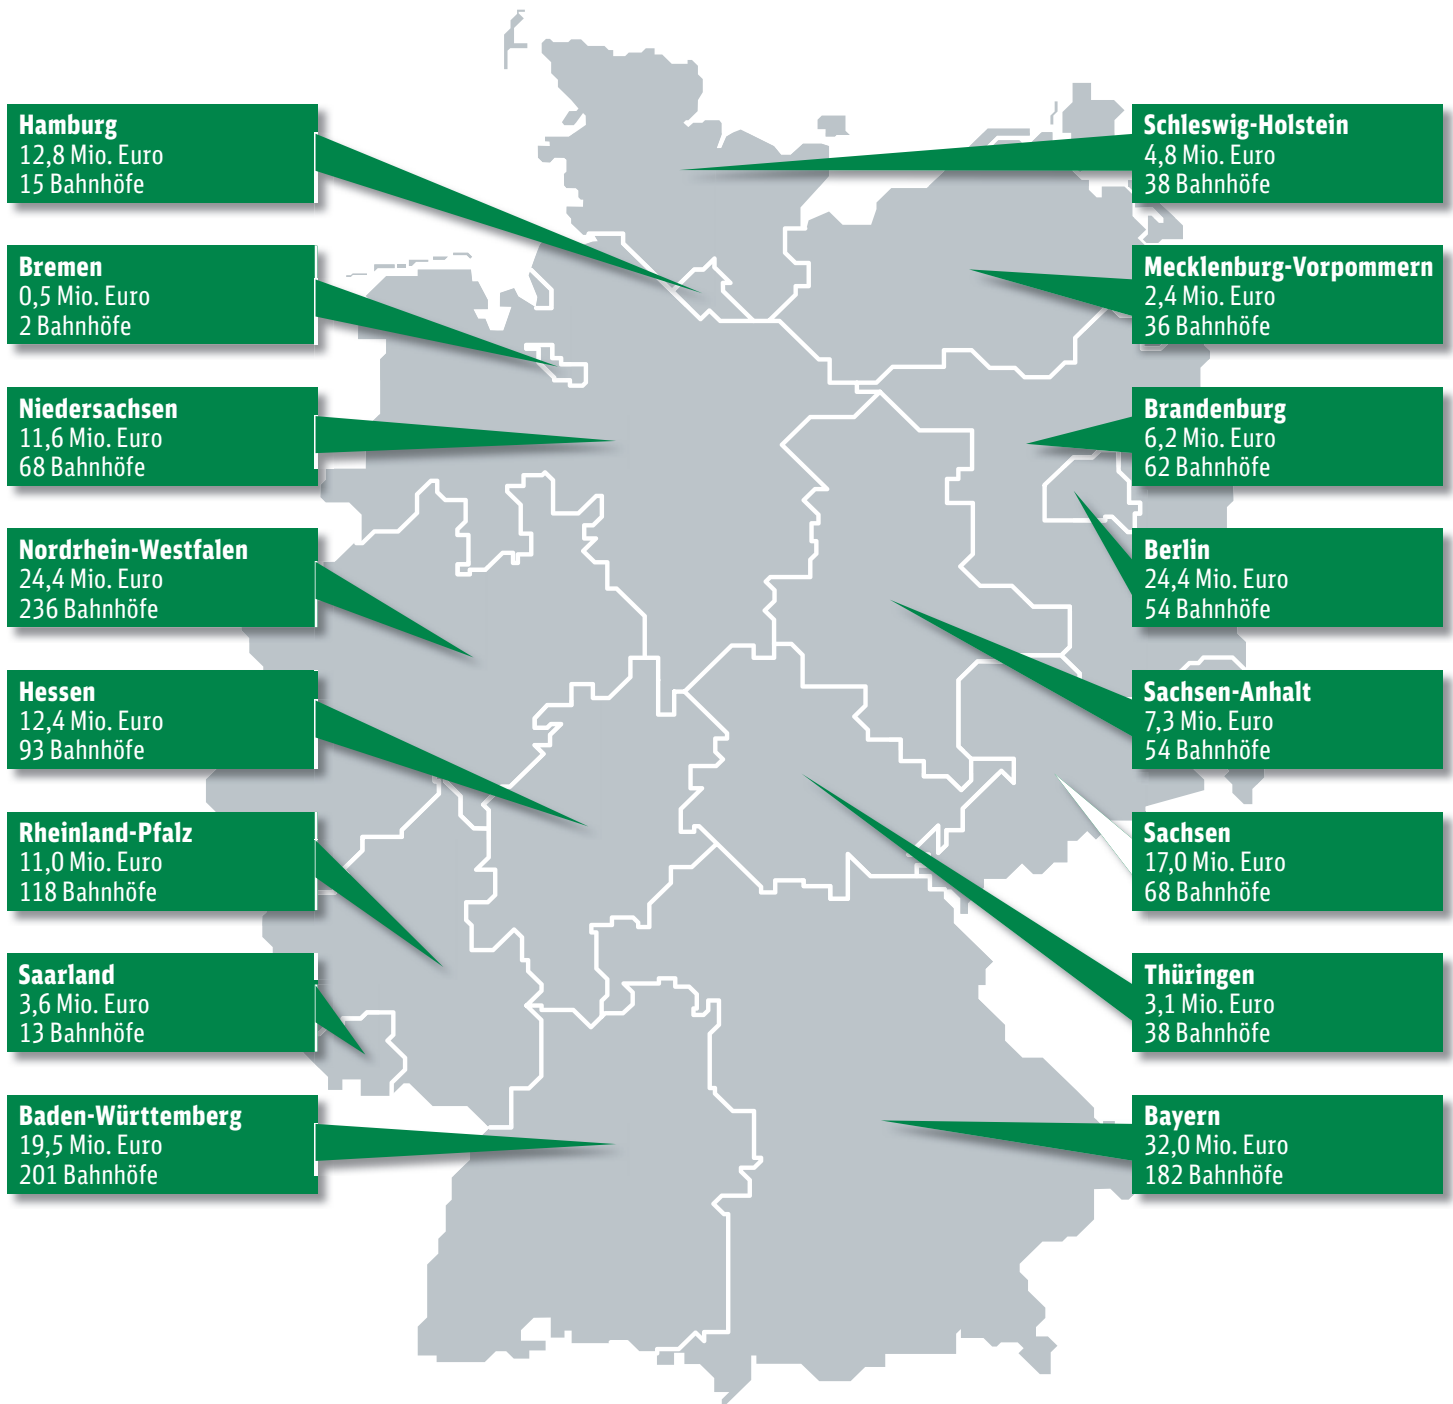 Hamburg
12,8 Mio. Euro
15 Bahnhöfe
Bremen
0,5 Mio. Euro
2 Bahnhöfe
Niedersachsen
11,6 Mio. Euro
68 Bahnhöfe
Nordrhein-Westfalen
24,4 Mio. Euro
236 Bahnhöfe
Hessen
12,4 Mio. Euro
93 Bahnhöfe
Rheinland-Pfalz
11,0 Mio. Euro
118 Bahnhöfe
Saarland
3,6 Mio. Euro
13 Bahnhöfe
Baden-Württemberg
19,5 Mio. Euro
201 Bahnhöfe
Schleswig-Holstein
4,8 Mio. Euro
38 Bahnhöfe
Mecklenburg-Vorpommern
2,4 Mio. Euro
36 Bahnhöfe
Brandenburg
6,2 Mio. Euro
62 Bahnhöfe
Berlin
24,4 Mio. Euro
54 Bahnhöfe
Sachsen-Anhalt
7,3 Mio. Euro
54 Bahnhöfe
Sachsen
17,0 Mio. Euro
68 Bahnhöfe
Thüringen
3,1 Mio. Euro
38 Bahnhöfe
Bayern
32,0 Mio. Euro
182 Bahnhöfe